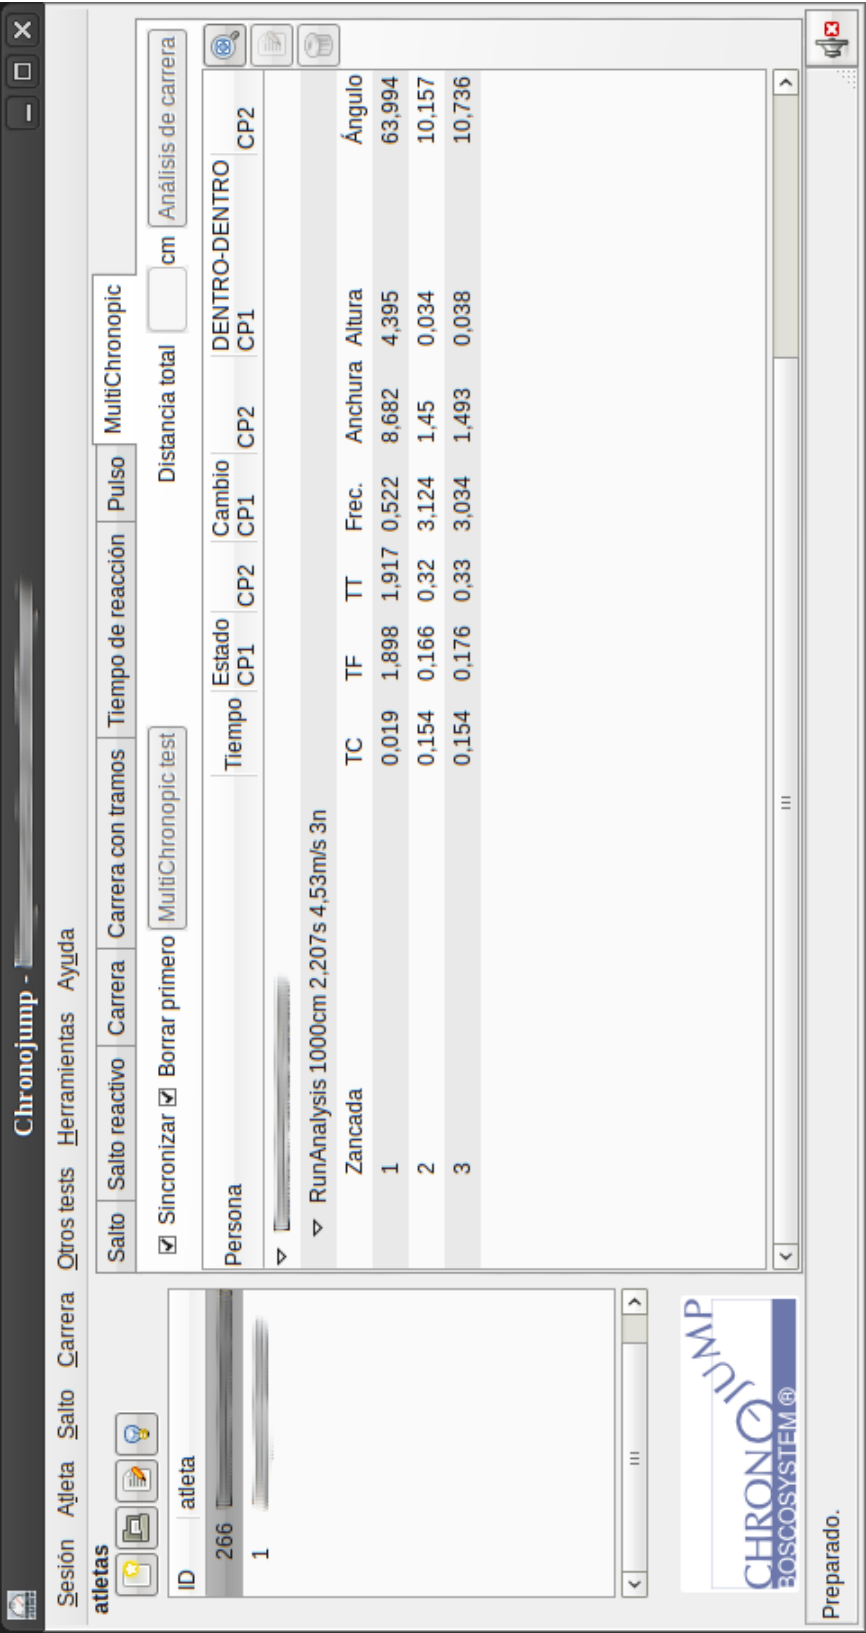 Chronojump -
Sesión Atleta Salto Carrera Otros tests Herramientas Ayuda
atletas
ID atleta
266
1
CHRONOJUMP
BOSCOSYSTEM ®
Salto Salto reactivo Carrera Carrera con tramos Tiempo de reacción Pulso MultiChronopic
Sincronizar Borrar primero MultiChronopic test Distancia total cm Análisis de carrera
Persona Tiempo Estado Cambio DENTRO-DENTRO
CP1 CP2 CP1 CP2 CP1 CP2
RunAnalysis 1000cm 2,207s 4,53m/s 3n
Zancada TC TF TT Frec. Anchura Altura Ángulo
1 0,019 1,898 1,917 0,522 8,682 4,395 63,994
2 0,154 0,166 0,32 3,124 1,45 0,034 10,157
3 0,154 0,176 0,33 3,034 1,493 0,038 10,736
Preparado.